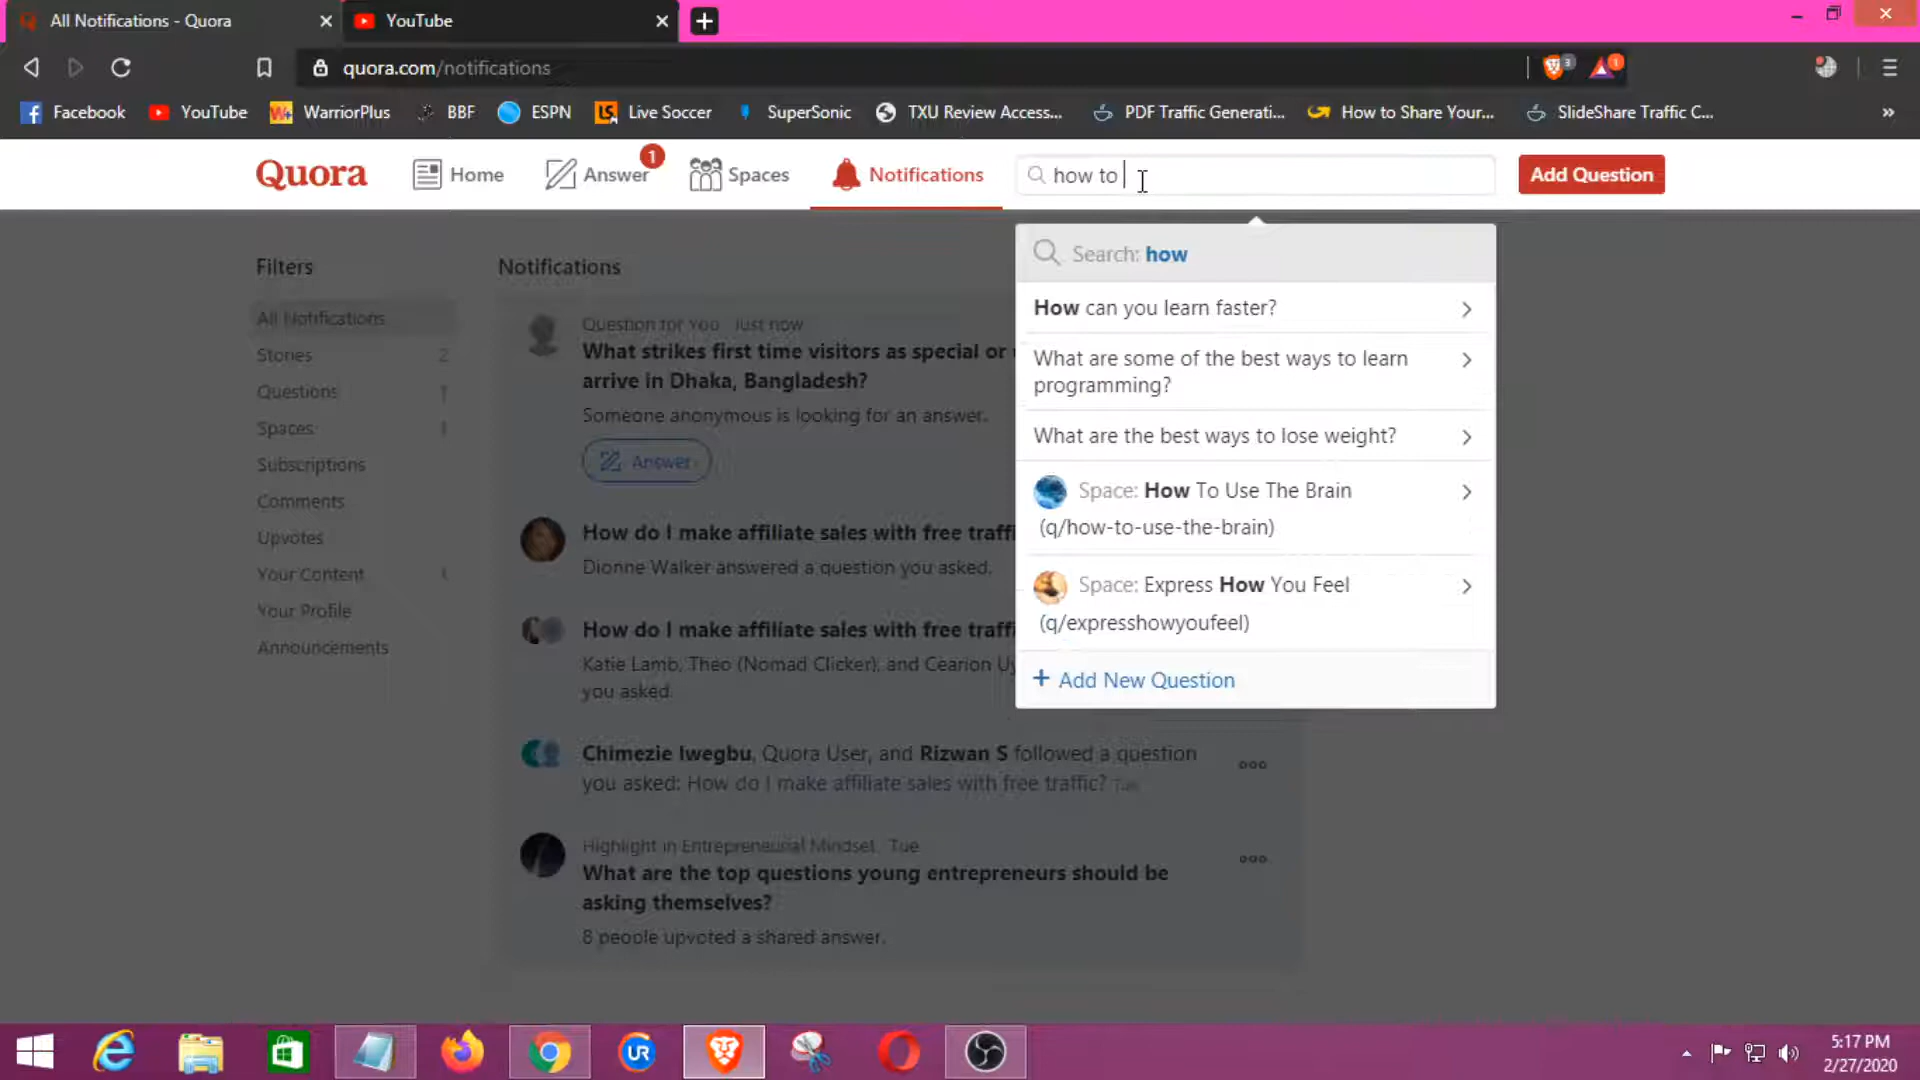 All Notifications - Quora
YouTube
quora.com/notifications
3
1
Facebook
YouTube
WarriorPlus
BBF
ESPN
LS
Live Soccer
SuperSonic
TXU Review Access...
PDF Traffic Generati...
How to Share Your...
SlideShare Traffic C...
»
Quora
Home
Answer
1
Spaces
Notifications
how to
Add Question
Search: how
How can you learn faster?
What are some of the best ways to learn
programming?
What are the best ways to lose weight?
Space: How To Use The Brain
(q/how-to-use-the-brain)
Space: Express How You Feel
(q/expresshowyoufeel)
+ Add New Question
Filters
All Notifications
Stories 2
Questions 1
Spaces 1
Subscriptions
Comments
Upvotes
Your Content 1
Your Profile
Announcements
Notifications
Question for You · Just now
What strikes first time visitors as special or
arrive in Dhaka, Bangladesh?
Someone anonymous is looking for an answer.
Answer
How do I make affiliate sales with free traffi
Dionne Walker answered a question you asked.
How do I make affiliate sales with free traffi
Katie Lamb, Theo (Nomad Clicker), and Cearion Uy
you asked.
Chimezie Iwegbu, Quora User, and Rizwan S followed a question
you asked: How do I make affiliate sales with free traffic? Tue
Highlight in Entrepreneurial Mindset · Tue
What are the top questions young entrepreneurs should be
asking themselves?
8 people upvoted a shared answer.
UR
5:17 PM
2/27/2020